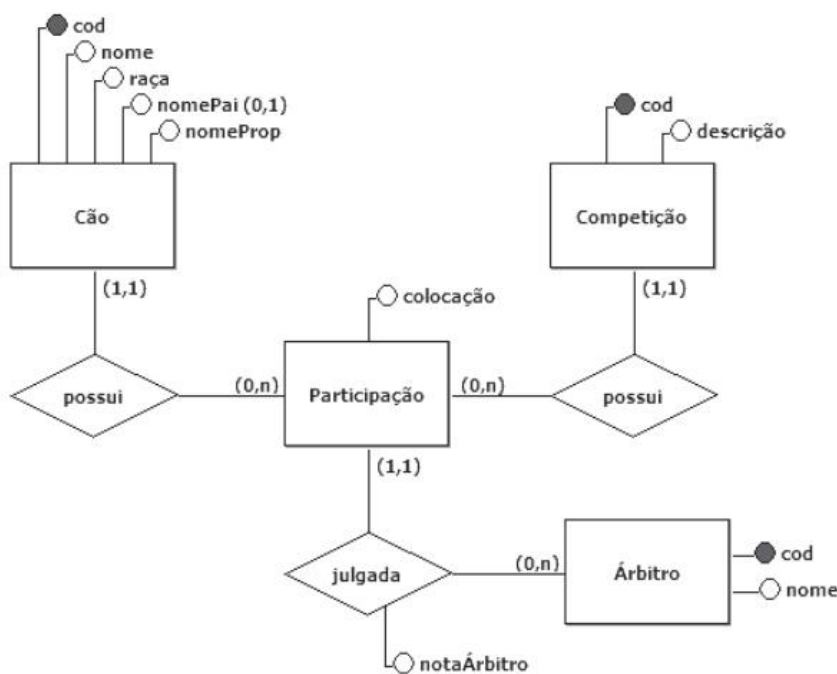 cod
nome
raça
nomePai (0,1)
nomeProp
Cão
cod
descrição
Competição
(1,1)
(1,1)
colocação
possui
(0,n)
Participação
(0,n)
possui
(1,1)
julgada
(0,n)
Árbitro
cod
nome
notaÁrbitro